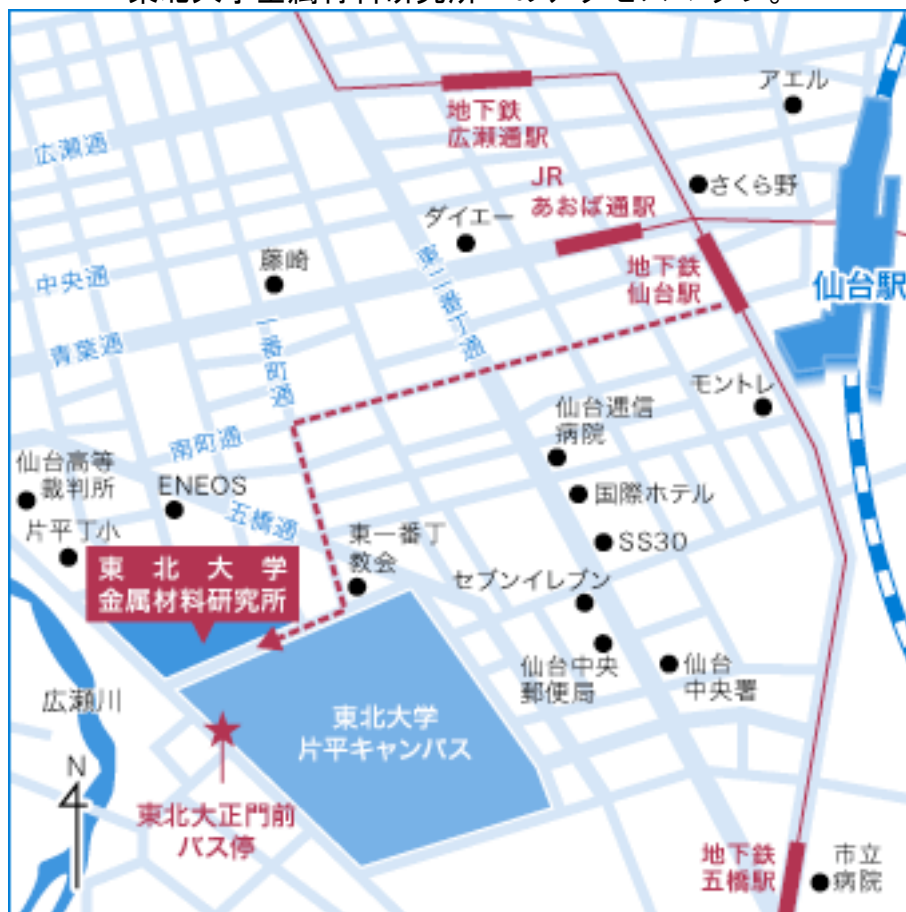 アエル
地下鉄
広瀬通駅
広瀬通
JR
あおば通駅
さくら野
ダイエー
藤崎
東二番丁通
地下鉄
仙台駅
仙台駅
中央通
青葉通
一番町通
モントレ
仙台逓信
病院
南町通
仙台高等
裁判所
ENEOS
国際ホテル
五橋通
片平丁小
東一番丁
教会
SS30
東北大学
金属材料研究所
セブンイレブン
仙台中央
郵便局
仙台
中央署
広瀬川
東北大学
片平キャンパス
N
東北大正門前
バス停
地下鉄
五橋駅
市立
病院